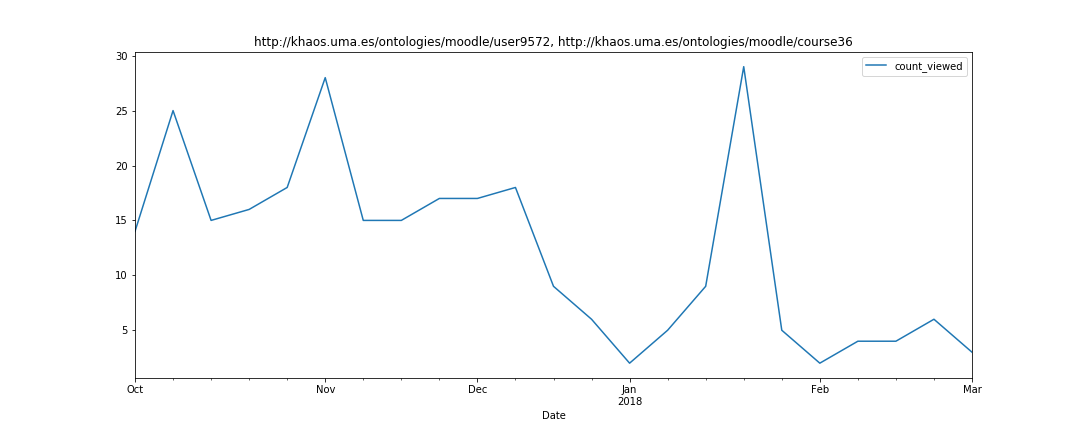 http://khaos.uma.es/ontologies/moodle/user9572, http://khaos.uma.es/ontologies/moodle/course36
count_viewed
30
25
20
15
10
5
Oct
Nov
Dec
Jan
2018
Feb
Mar
Date